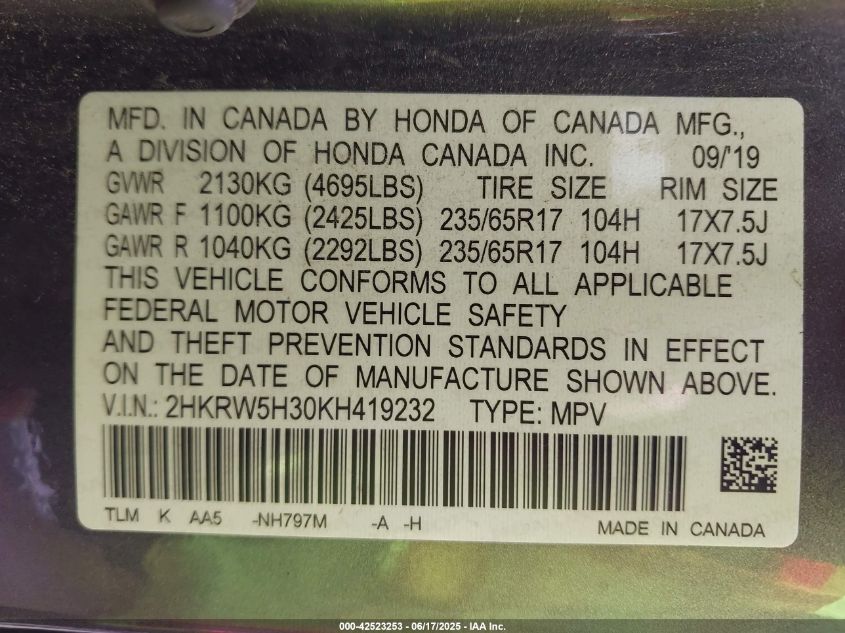 MFD. IN CANADA BY HONDA OF CANADA MFG.,
A DIVISION OF HONDA CANADA INC. 09/'19
GVWR 2130KG (4695LBS) TIRE SIZE RIM SIZE
GAWR F 1100KG (2425LBS) 235/65R17 104H 17X7.5J
GAWR R 1040KG (2292LBS) 235/65R17 104H 17X7.5J
THIS VEHICLE CONFORMS TO ALL APPLICABLE
FEDERAL MOTOR VEHICLE SAFETY
AND THEFT PREVENTION STANDARDS IN EFFECT
ON THE DATE OF MANUFACTURE SHOWN ABOVE.
V.I.N.: 2HKRW5H30KH419232 TYPE: MPV
TLM K AA5 -NH797M -A -H MADE IN CANADA
000-42523253 - 06/17/2025 - IAA Inc.